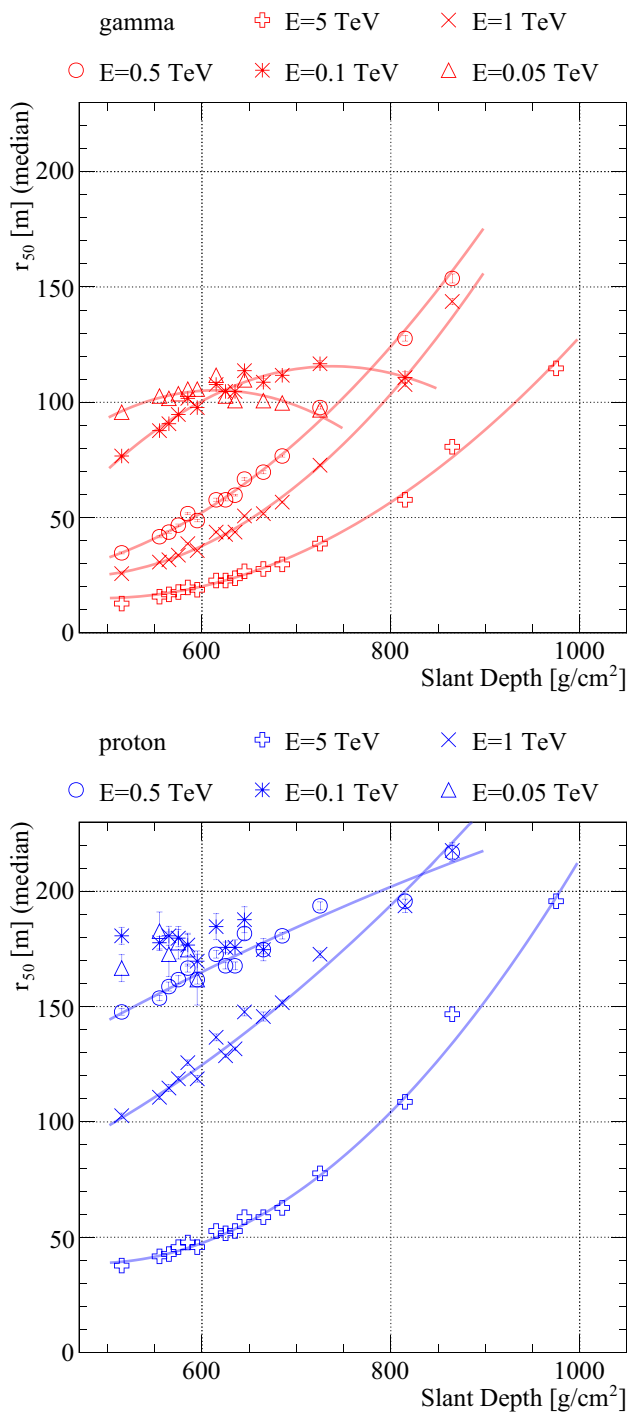 gamma E=5 TeV E=1 TeV
E=0.5 TeV E=0.1 TeV E=0.05 TeV
r50 [m] (median)
200
150
100
50
0
600 800 1000
Slant Depth [g/cm2]
proton E=5 TeV E=1 TeV
E=0.5 TeV E=0.1 TeV E=0.05 TeV
r50 [m] (median)
200
150
100
50
0
600 800 1000
Slant Depth [g/cm2]